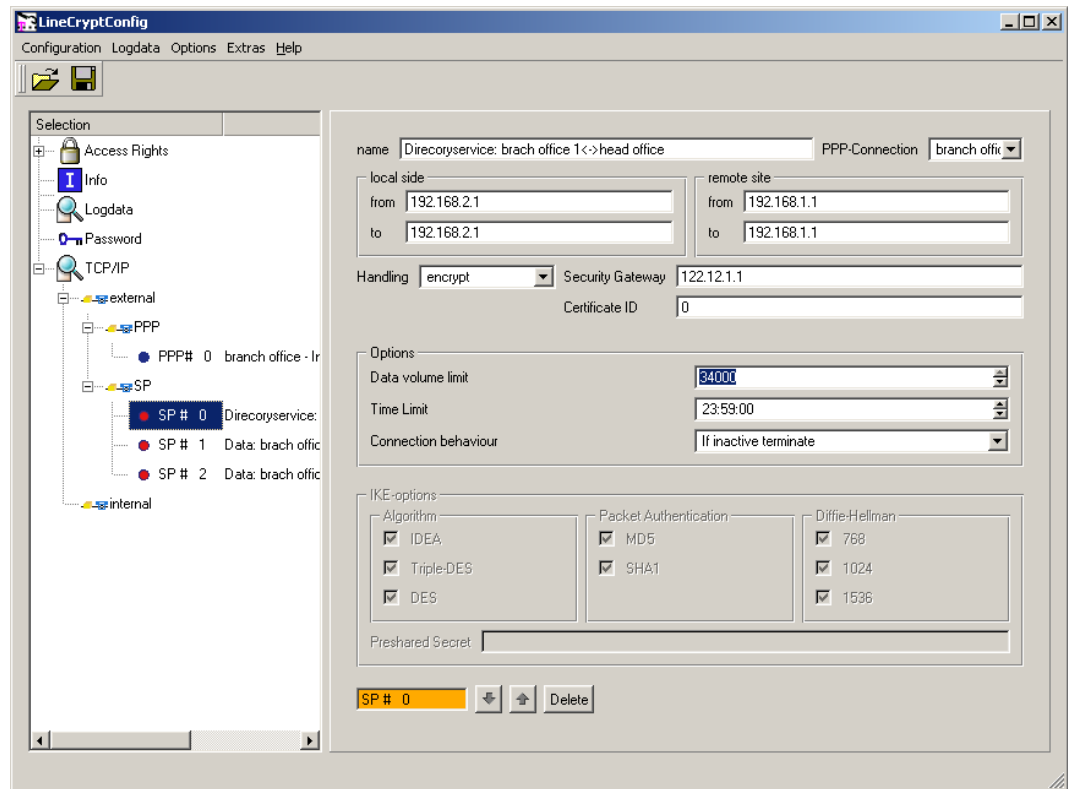 LineCryptConfig
Configuration Logdata Options Extras Help
Selection
Access Rights
Info
Logdata
Password
TCP/IP
external
PPP
PPP# 0 branch office - Ir
SP
SP # 0 Direcoryservice:
SP # 1 Data: brach offic
SP # 2 Data: brach offic
internal
name Direcoryservice: brach office 1<->head office PPP-Connection branch offic
local side remote site
from 192.168.2.1 from 192.168.1.1
to 192.168.2.1 to 192.168.1.1
Handling encrypt Security Gateway 122.12.1.1
Certificate ID 0
Options
Data volume limit 34000
Time Limit 23:59:00
Connection behaviour If inactive terminate
IKE-options
Algorithm Packet Authentication Diffie-Hellman
IDEA MD5 768
Triple-DES SHA1 1024
DES 1536
Preshared Secret
SP # 0 Delete